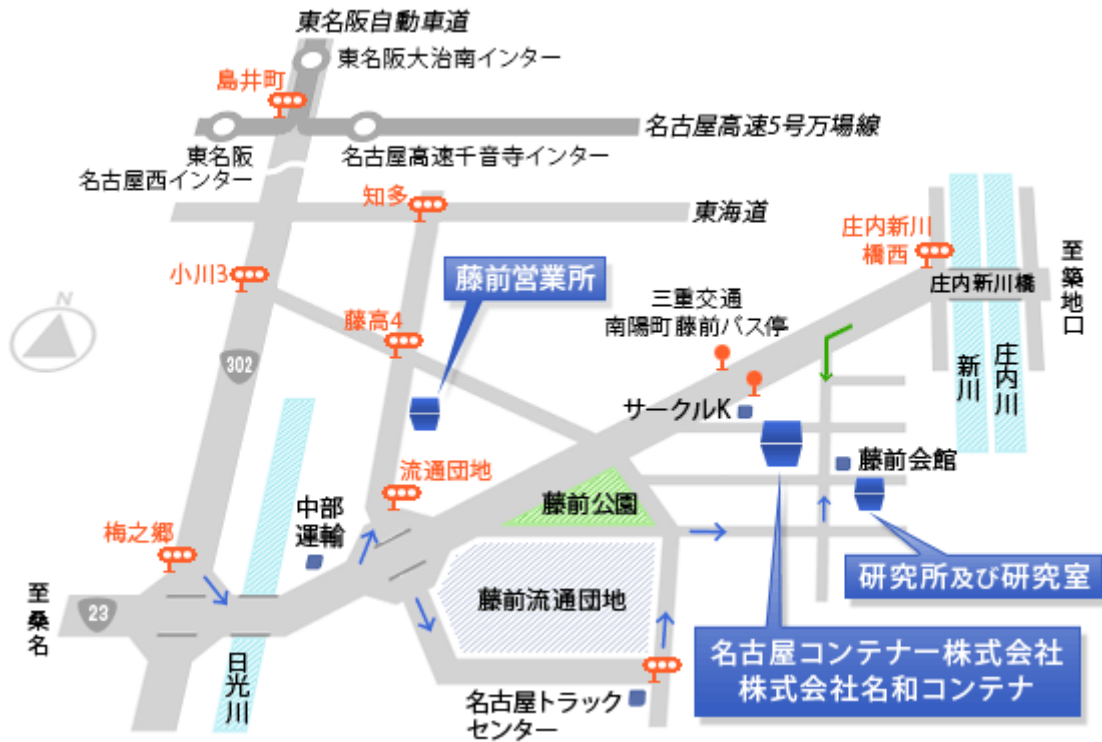 東名阪自動車道
東名阪大治南インター
島井町
名古屋高速5号万場線
東名阪
名古屋西インター
名古屋高速千音寺インター
知多
東海道
庄内新川
橋西
小川3
藤前営業所
庄内新川橋
至築地口
N
三重交通
南陽町藤前バス停
藤高4
302
新川
庄内川
サークルK
藤前会館
流通団地
藤前公園
中部
運輸
梅之郷
研究所及び研究室
至桑名
23
藤前流通団地
名古屋コンテナー株式会社
株式会社名和コンテナ
日光川
名古屋トラック
センター